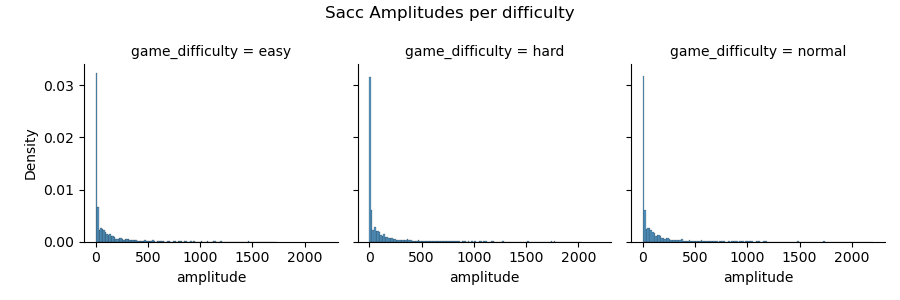 Sacc Amplitudes per difficulty
game_difficulty = easy
game_difficulty = hard
game_difficulty = normal
Density
0.03
0.02
0.01
0.00
0 500 1000 1500 2000
0 500 1000 1500 2000
0 500 1000 1500 2000
amplitude
amplitude
amplitude